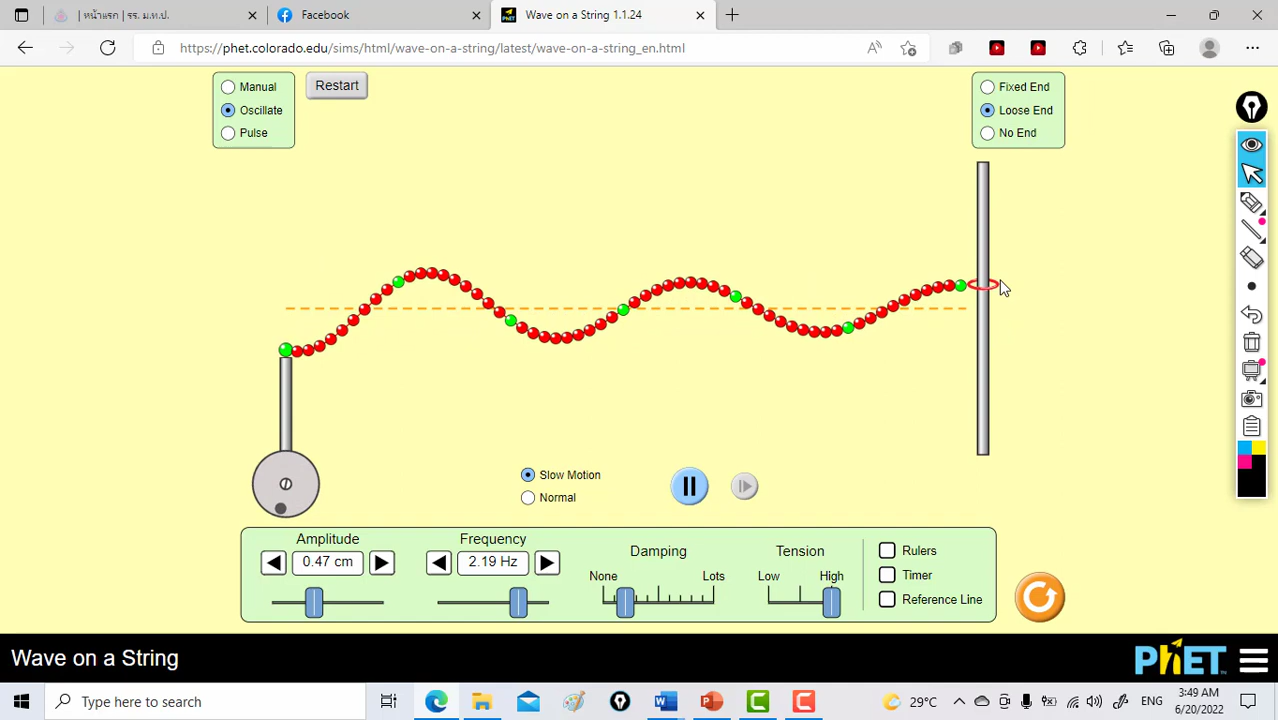 หน้าแรก | รร. ม.ท.ป.
Facebook
Wave on a String 1.1.24
https://phet.colorado.edu/sims/html/wave-on-a-string/latest/wave-on-a-string_en.html
Manual
Oscillate
Pulse
Restart
Fixed End
Loose End
No End
Slow Motion
Normal
Amplitude
0.47 cm
Frequency
2.19 Hz
Damping
None
Lots
Tension
Low
High
Rulers
Timer
Reference Line
Wave on a String
PhET
Type here to search
29°C
ENG
3:49 AM
6/20/2022